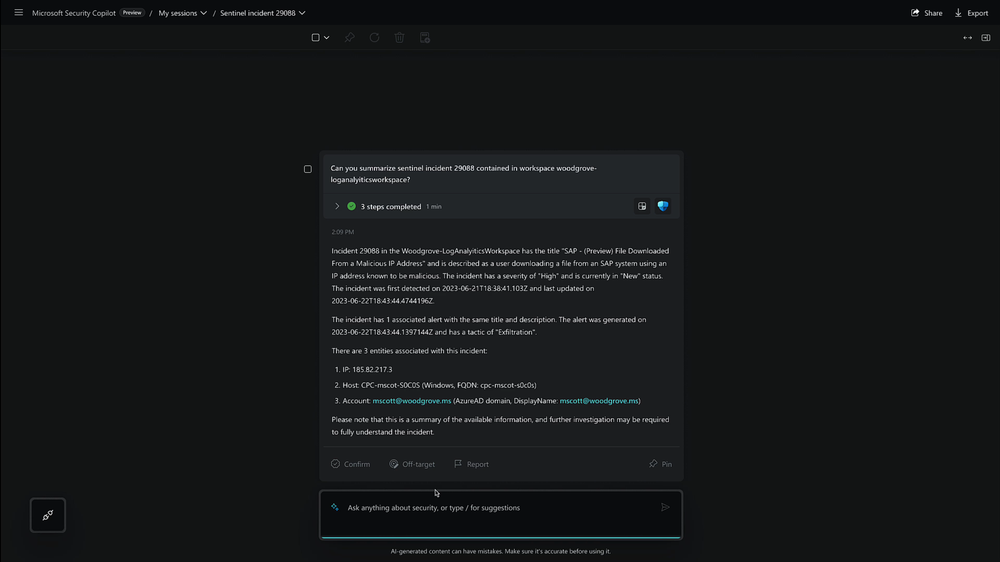 Microsoft Security Copilot Preview / My sessions / Sentinel incident 29088
Share Export
Can you summarize sentinel incident 29088 contained in workspace woodgrove-
loganalyiticsworkspace?
3 steps completed 1 min
2:09 PM
Incident 29088 in the Woodgrove-LogAnalyiticsWorkspace has the title "SAP - (Preview) File Downloaded
From a Malicious IP Address" and is described as a user downloading a file from an SAP system using an
IP address known to be malicious. The incident has a severity of "High" and is currently in "New" status.
The incident was first detected on 2023-06-21T18:38:41.103Z and last updated on
2023-06-22T18:43:44.4744196Z.
The incident has 1 associated alert with the same title and description. The alert was generated on
2023-06-22T18:43:44.1397144Z and has a tactic of "Exfiltration".
There are 3 entities associated with this incident:
1. IP: 185.82.217.3
2. Host: CPC-mscot-S0C0S (Windows, FQDN: cpc-mscot-s0c0s)
3. Account: mscott@woodgrove.ms (AzureAD domain, DisplayName: mscott@woodgrove.ms)
Please note that this is a summary of the available information, and further investigation may be required
to fully understand the incident.
Confirm Off-target Report Pin
Ask anything about security, or type / for suggestions
AI-generated content can have mistakes. Make sure it's accurate before using it.